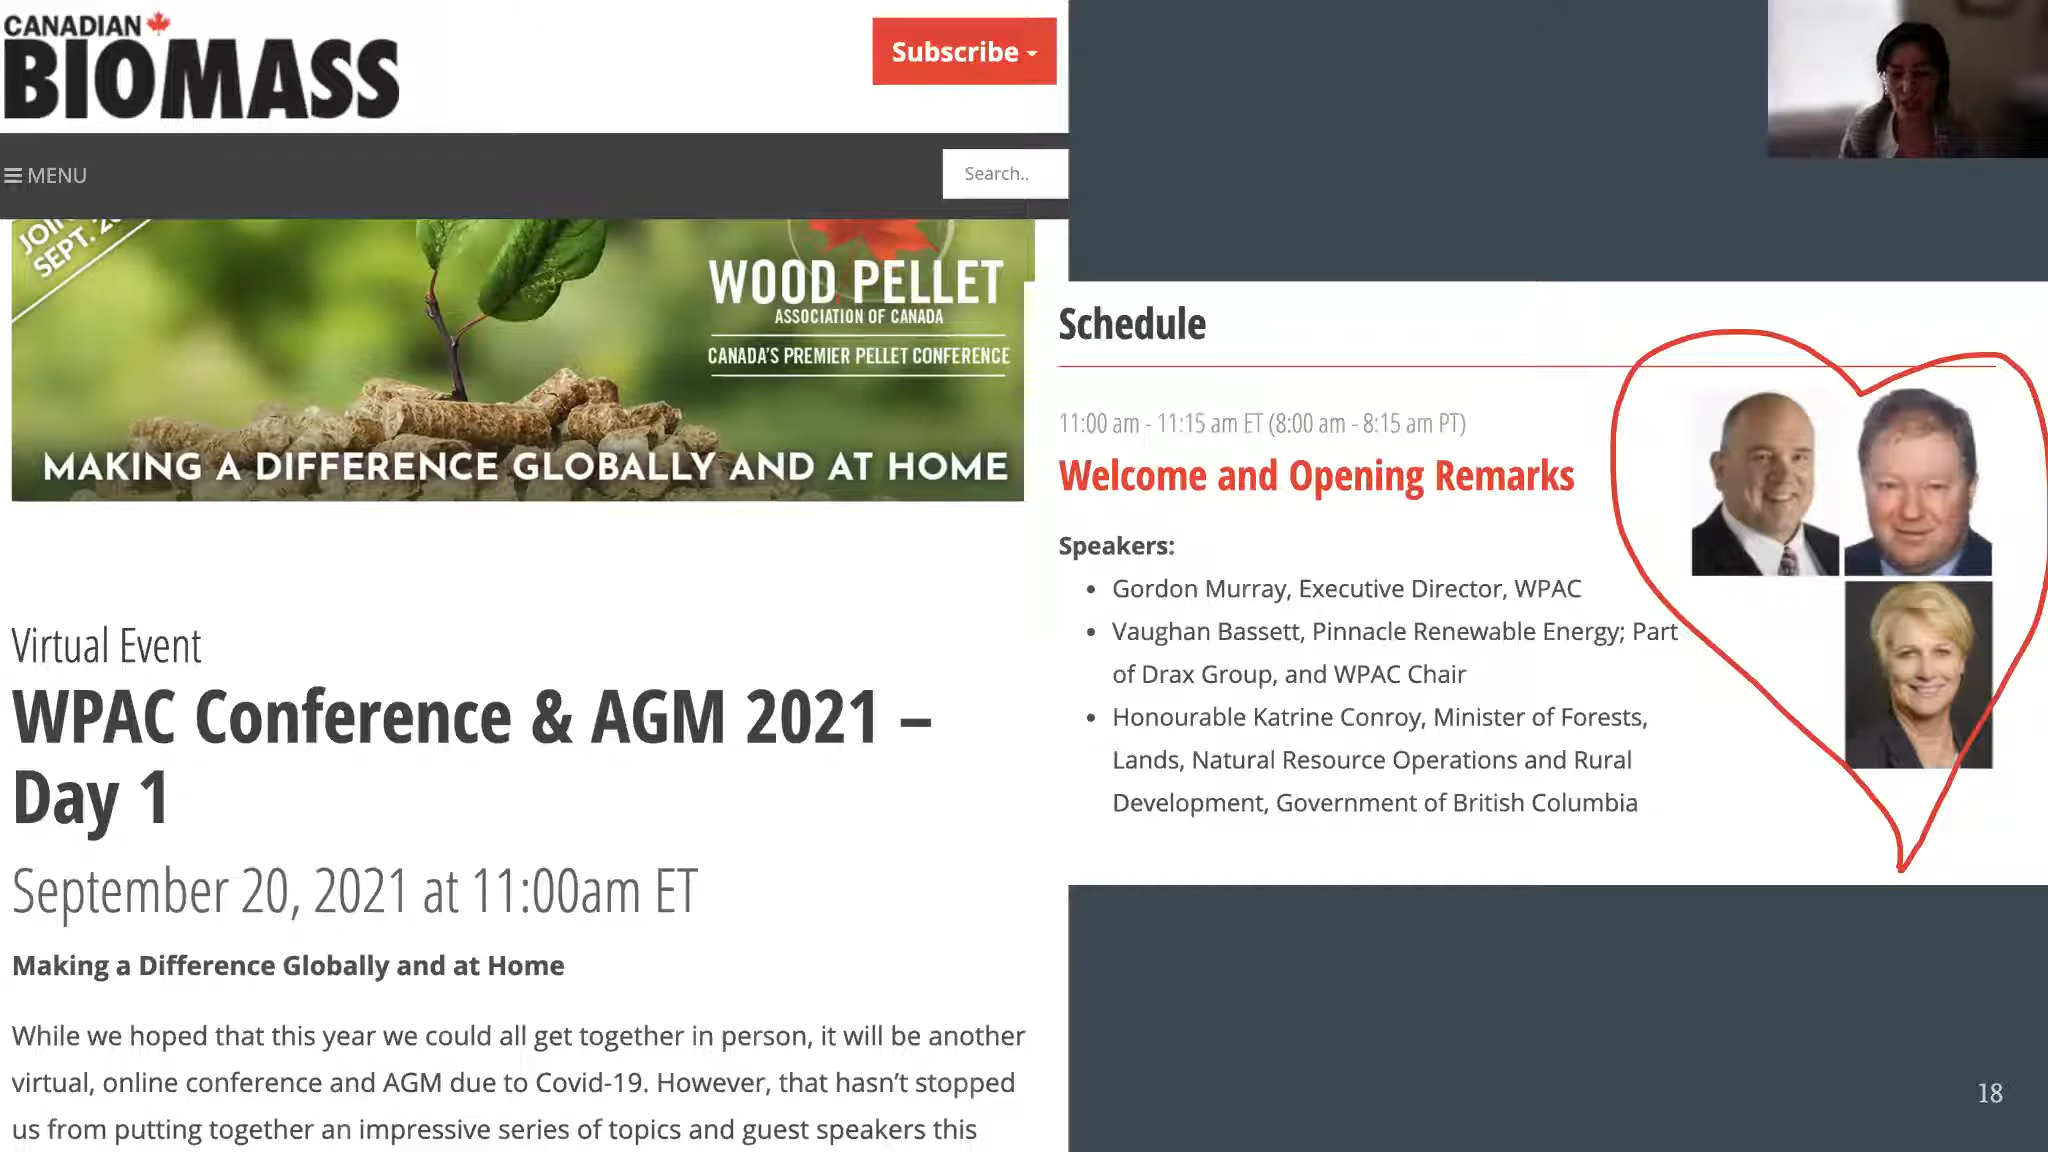 CANADIAN
BIOMASS
Subscribe
MENU
Search..
JOIN
SEPT. 20
WOOD PELLET
ASSOCIATION OF CANADA
CANADA'S PREMIER PELLET CONFERENCE
MAKING A DIFFERENCE GLOBALLY AND AT HOME
Virtual Event
WPAC Conference & AGM 2021 –
Day 1
September 20, 2021 at 11:00am ET
Making a Difference Globally and at Home
While we hoped that this year we could all get together in person, it will be another
virtual, online conference and AGM due to Covid-19. However, that hasn't stopped
us from putting together an impressive series of topics and guest speakers this
Schedule
11:00 am - 11:15 am ET (8:00 am - 8:15 am PT)
Welcome and Opening Remarks
Speakers:
• Gordon Murray, Executive Director, WPAC
• Vaughan Bassett, Pinnacle Renewable Energy; Part
of Drax Group, and WPAC Chair
• Honourable Katrine Conroy, Minister of Forests,
Lands, Natural Resource Operations and Rural
Development, Government of British Columbia
18